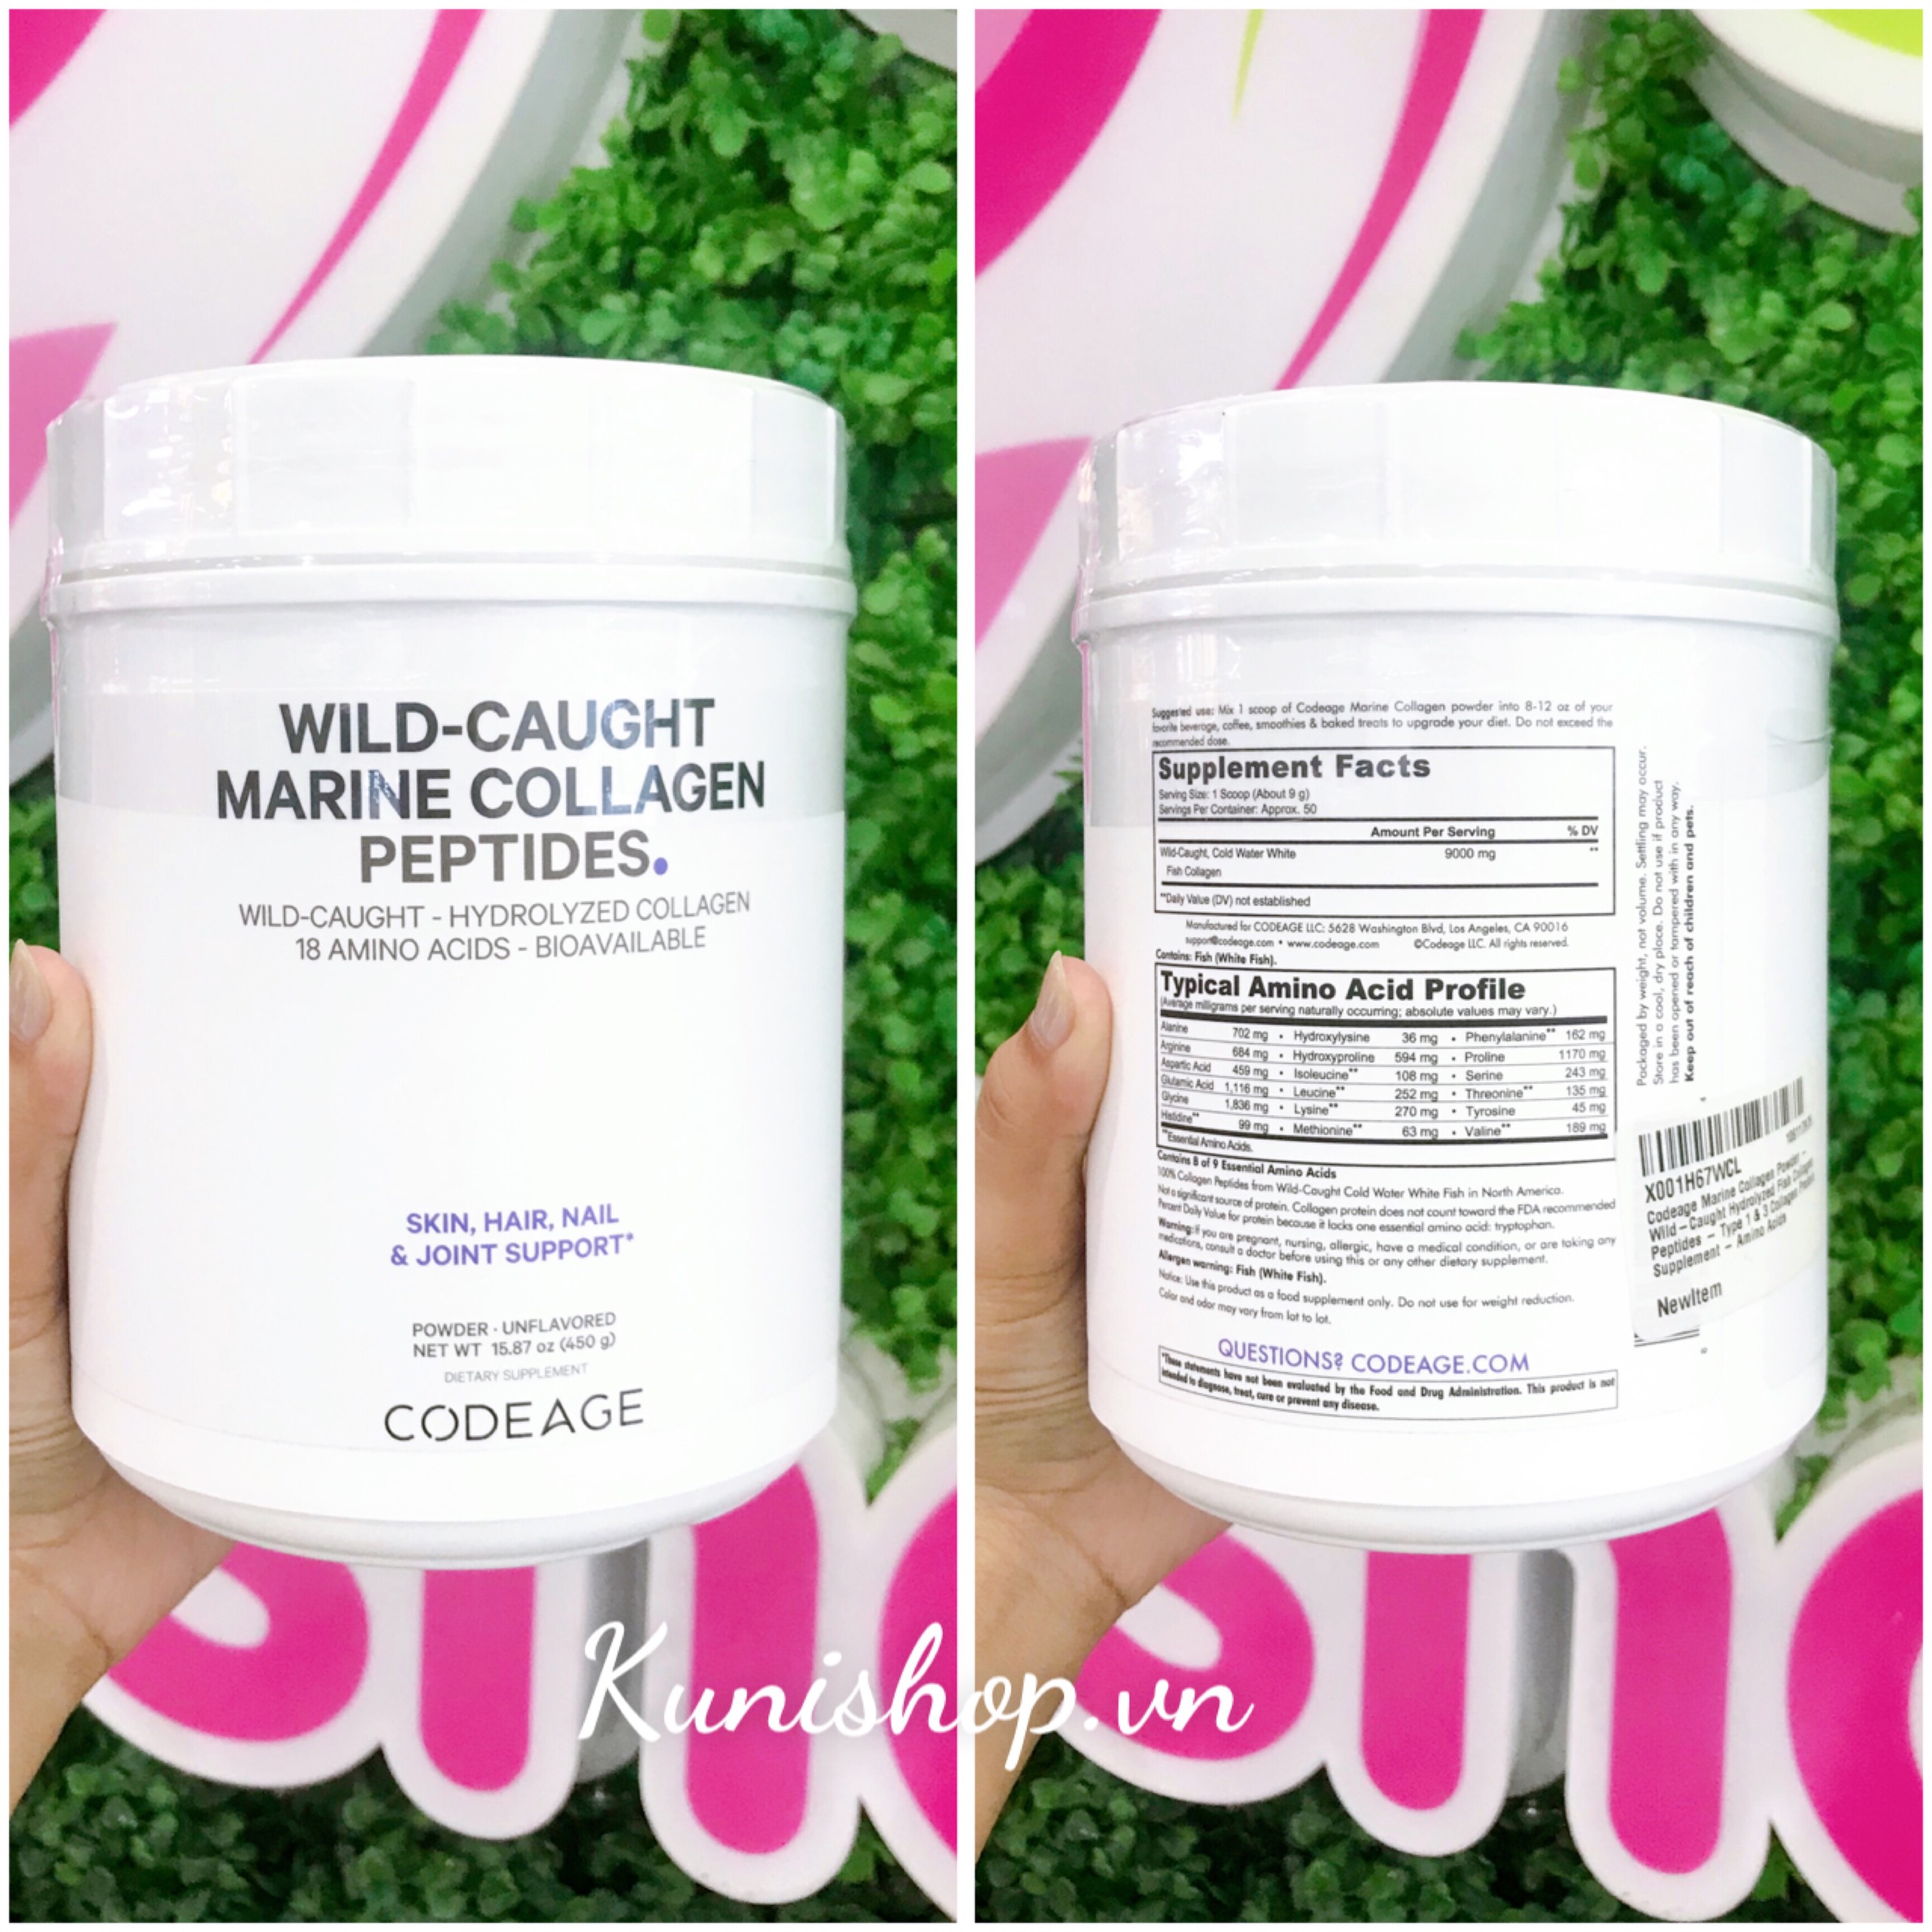 WILD-CAUGHT
MARINE COLLAGEN
PEPTIDES.
WILD-CAUGHT - HYDROLYZED COLLAGEN
18 AMINO ACIDS - BIOAVAILABLE
SKIN, HAIR, NAIL
& JOINT SUPPORT*
POWDER - UNFLAVORED
NET WT 15.87 oz (450 g)
DIETARY SUPPLEMENT
CODEAGE
Suggested use: Mix 1 scoop of Codeage Marine Collagen powder into 8-12 oz of your
favorite beverage, coffee, smoothies & baked treats to upgrade your diet. Do not exceed the
recommended dose.
Supplement Facts
Serving Size: 1 Scoop (About 9 g)
Servings Per Container: Approx. 50
Amount Per Serving % DV
Wild-Caught, Cold Water White 9000 mg **
Fish Collagen
**Daily Value (DV) not established
Manufactured for CODEAGE LLC: 5628 Washington Blvd, Los Angeles, CA 90016
support@codeage.com • www.codeage.com ©Codeage LLC. All rights reserved.
Contains: Fish (White Fish).
Typical Amino Acid Profile
(Average milligrams per serving naturally occurring; absolute values may vary.)
Alanine 702 mg • Hydroxylysine 36 mg • Phenylalanine** 162 mg
Arginine 684 mg • Hydroxyproline 594 mg • Proline 1170 mg
Aspartic Acid 459 mg • Isoleucine** 108 mg • Serine 243 mg
Glutamic Acid 1,116 mg • Leucine** 252 mg • Threonine** 135 mg
Glycine 1,836 mg • Lysine** 270 mg • Tyrosine 45 mg
Histidine** 99 mg • Methionine** 63 mg • Valine** 189 mg
**Essential Amino Acids.
Contains 8 of 9 Essential Amino Acids
100% Collagen Peptides from Wild-Caught Cold Water White Fish in North America.
Not a significant source of protein. Collagen protein does not count toward the FDA recommended
Percent Daily Value for protein because it lacks one essential amino acid: tryptophan.
Warning: If you are pregnant, nursing, allergic, have a medical condition, or are taking any
medications, consult a doctor before using this or any other dietary supplement.
Allergen warning: Fish (White Fish).
Notice: Use this product as a food supplement only. Do not use for weight reduction.
Color and odor may vary from lot to lot.
QUESTIONS? CODEAGE.COM
*These statements have not been evaluated by the Food and Drug Administration. This product is not
intended to diagnose, treat, cure or prevent any disease.
Packaged by weight, not volume. Settling may occur.
Store in a cool, dry place. Do not use if product
has been opened or tampered with in any way.
Keep out of reach of children and pets.
X001H67WCL
Codeage Marine Collagen Powder –
Wild – Caught Hydrolyzed Fish Collagen
Peptides – Type 1 & 3 Collagen
Supplement – Amino Acids
NewItem
Kunishop.vn